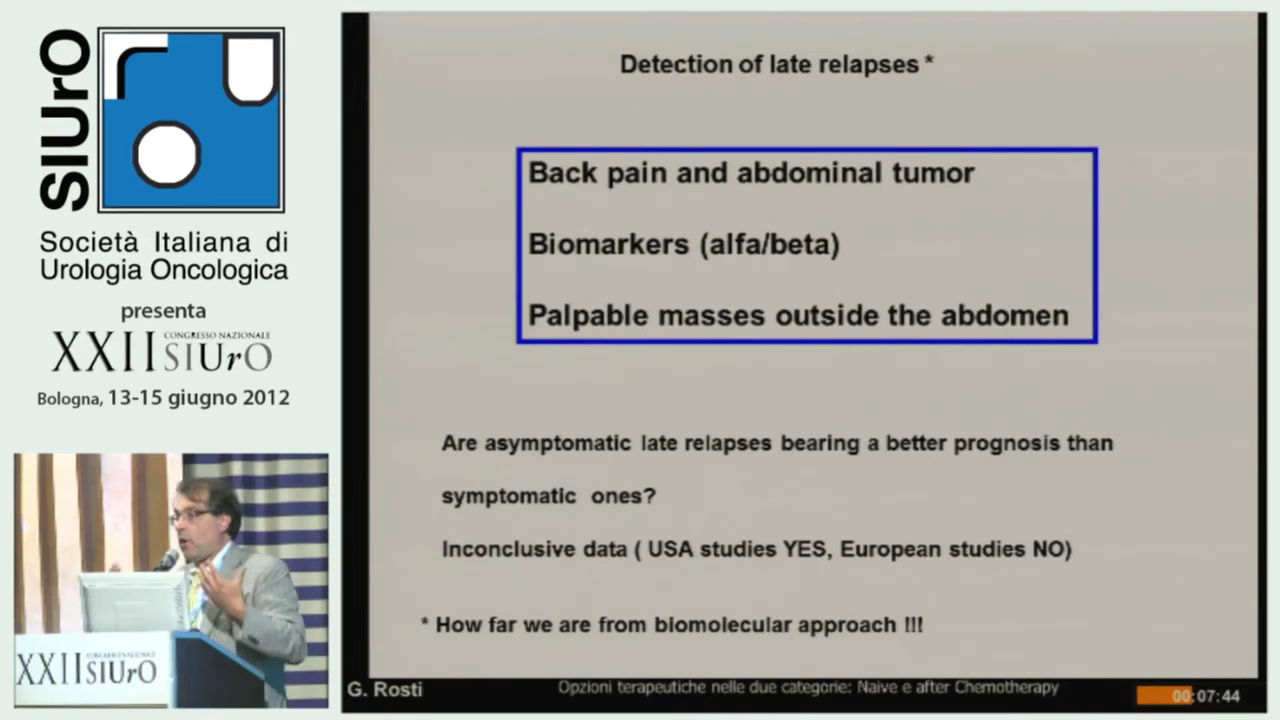 SIUrO
Società Italiana di
Urologia Oncologica
presenta
XXII CONGRESSO NAZIONALE
SIUrO
Bologna, 13-15 giugno 2012
Detection of late relapses *
Back pain and abdominal tumor
Biomarkers (alfa/beta)
Palpable masses outside the abdomen
Are asymptomatic late relapses bearing a better prognosis than
symptomatic ones?
Inconclusive data ( USA studies YES, European studies NO)
* How far we are from biomolecular approach !!!
XXII SIUrO
G. Rosti
Opzioni terapeutiche nelle due categorie: Naive e after Chemotherapy
00:07:44